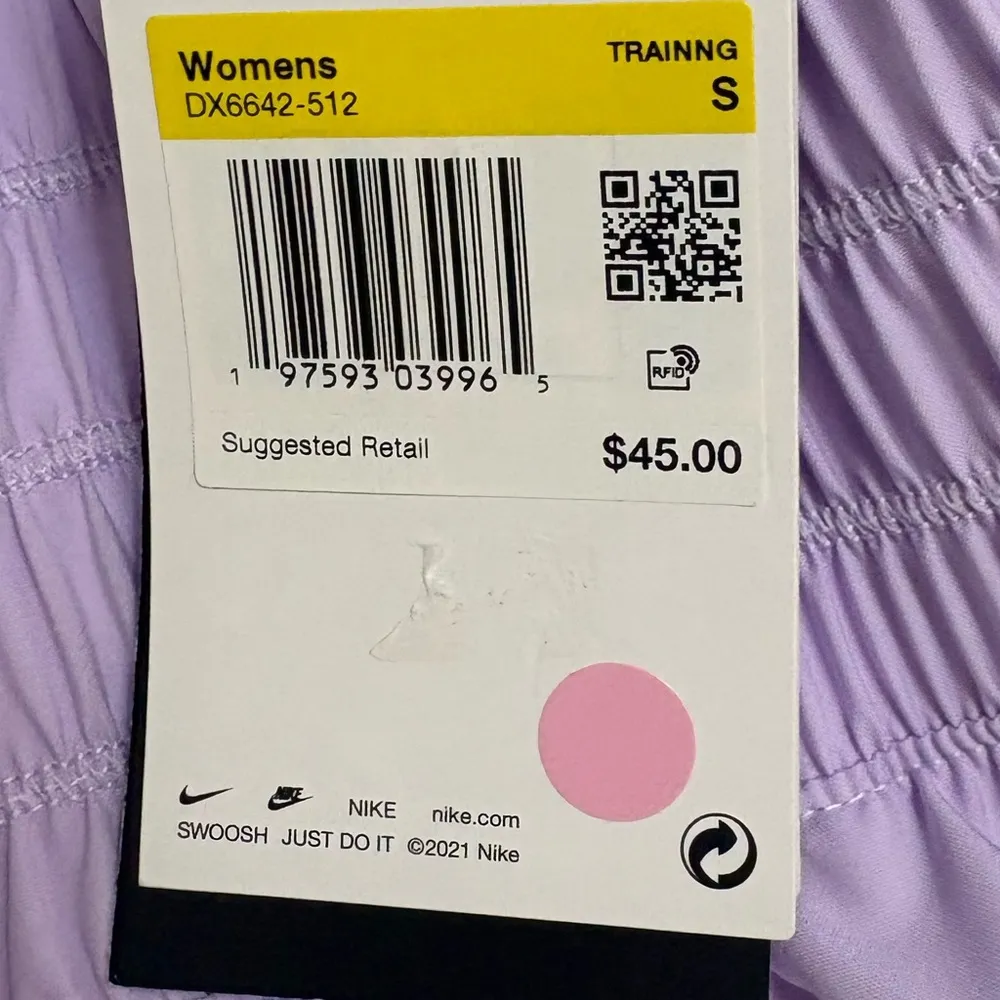 Womens
TRAINNG
DX6642-512
S
1 97593 03996 5
RFID
Suggested Retail $45.00
NIKE
NIKE nike.com
SWOOSH JUST DO IT ©2021 Nike